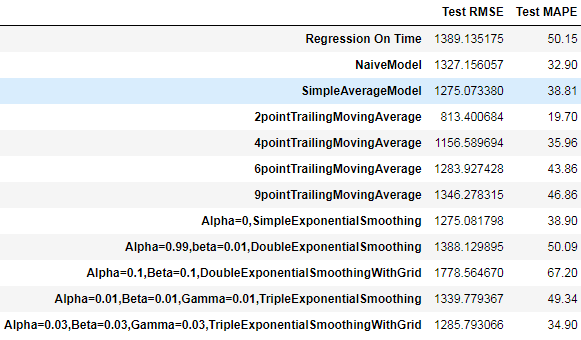 Test RMSE Test MAPE
Regression On Time 1389.135175 50.15
NaiveModel 1327.156057 32.90
SimpleAverageModel 1275.073380 38.81
2pointTrailingMovingAverage 813.400684 19.70
4pointTrailingMovingAverage 1156.589694 35.96
6pointTrailingMovingAverage 1283.927428 43.86
9pointTrailingMovingAverage 1346.278315 46.86
Alpha=0,SimpleExponentialSmoothing 1275.081798 38.90
Alpha=0.99,beta=0.01,DoubleExponentialSmoothing 1388.129895 50.09
Alpha=0.1,Beta=0.1,DoubleExponentialSmoothingWithGrid 1778.564670 67.20
Alpha=0.01,Beta=0.01,Gamma=0.01,TripleExponentialSmoothing 1339.779367 49.34
Alpha=0.03,Beta=0.03,Gamma=0.03,TripleExponentialSmoothingWithGrid 1285.793066 34.90